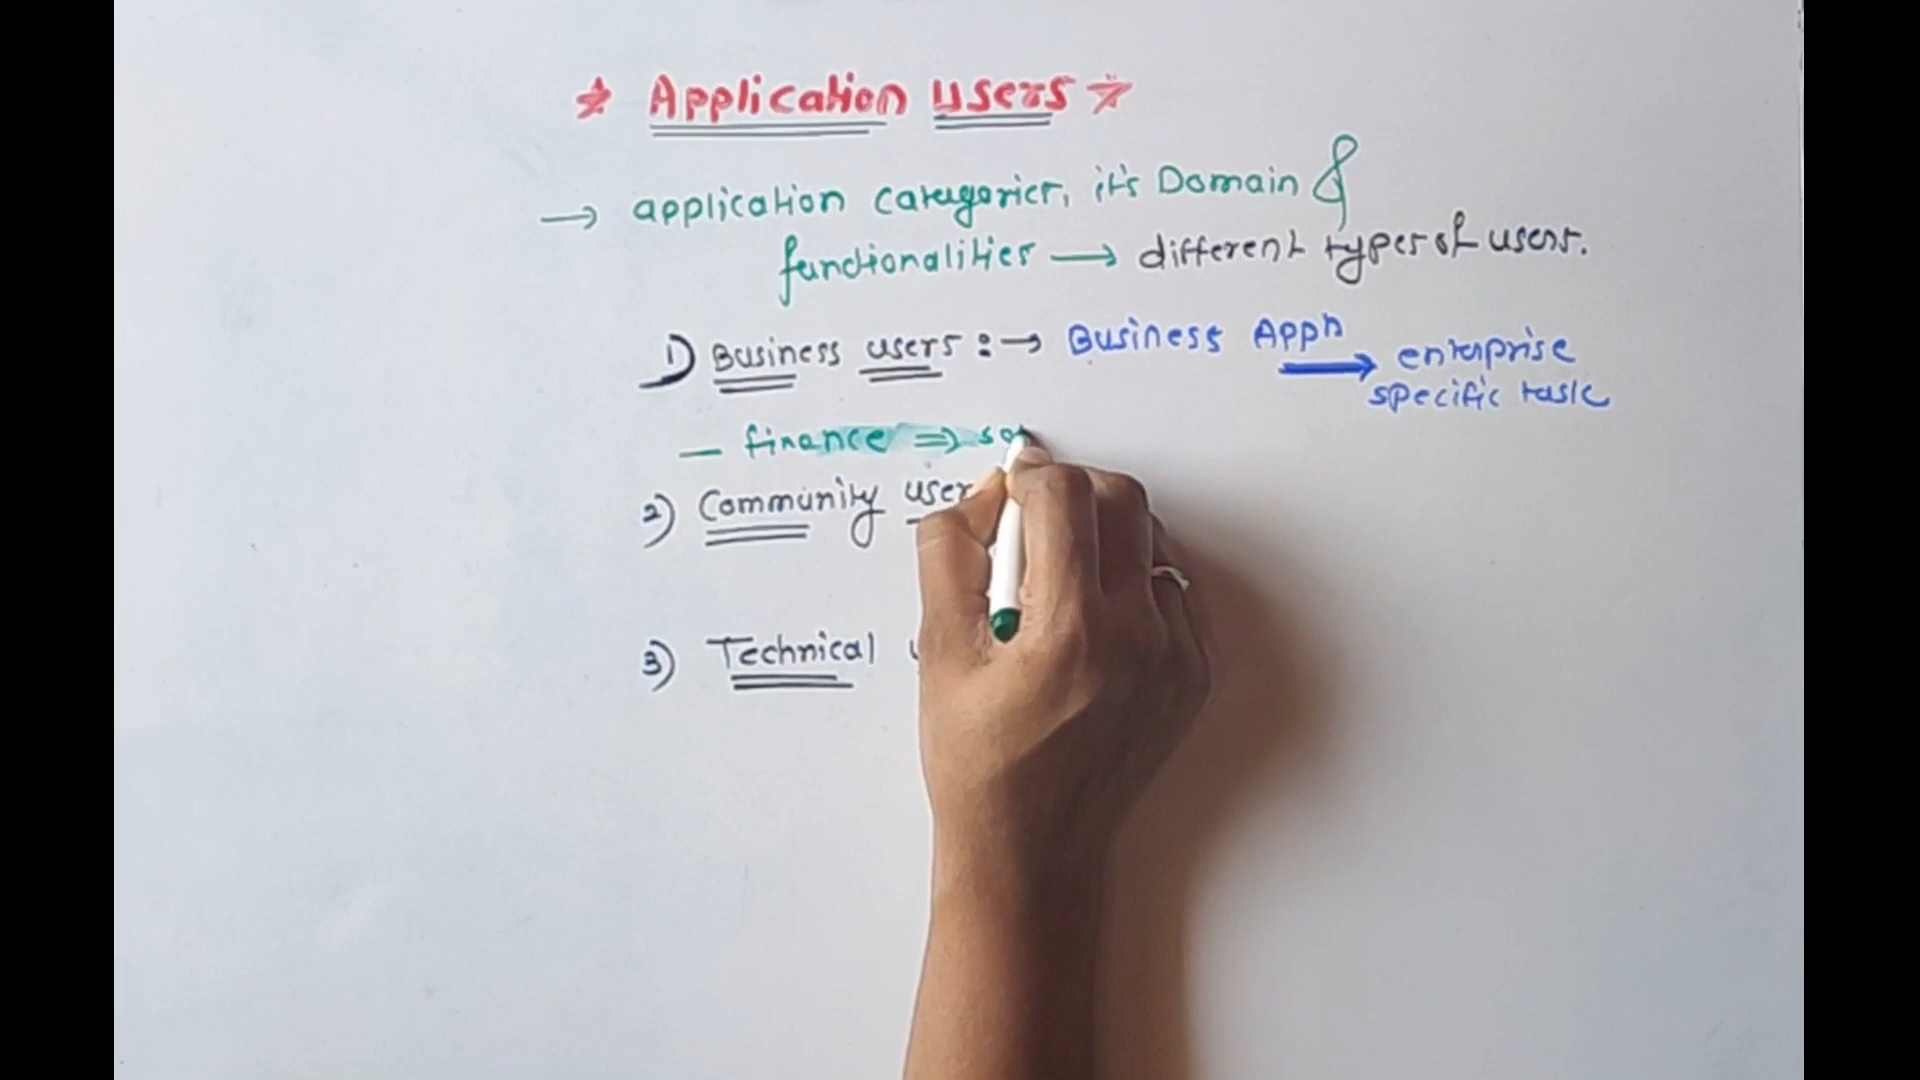 ★ Application users ★
→ application categories, it's Domain &
functionalities → different types of users.
1) Business users :→ Business Appn
→ enterprise
specific task
— finance ⇒
2) Community
3) Technical